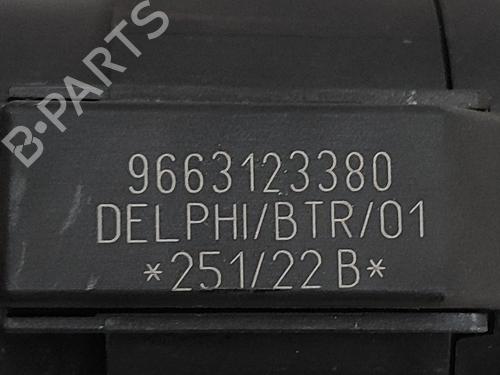 B-PARTS
9663123380
DELPHI/BTR/01
*251/22 B*